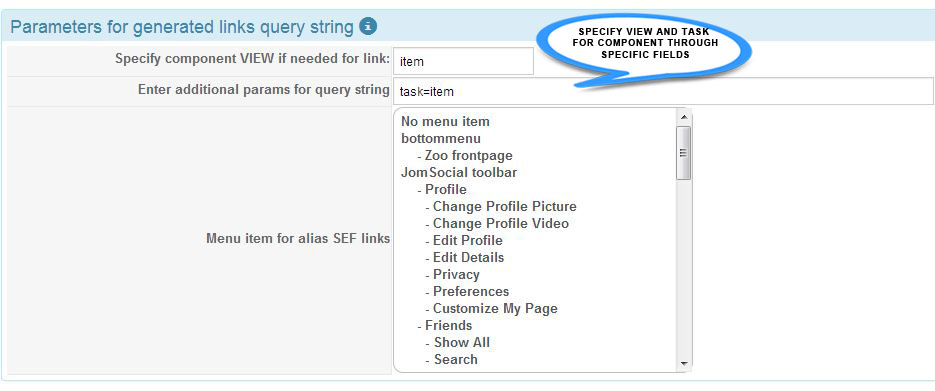 Parameters for generated links query string
SPECIFY VIEW AND TASK
FOR COMPONENT THROUGH
SPECIFIC FIELDS
Specify component VIEW if needed for link: item
Enter additional params for query string task=item
Menu item for alias SEF links
No menu item
bottommenu
- Zoo frontpage
JomSocial toolbar
- Profile
- Change Profile Picture
- Change Profile Video
- Edit Profile
- Edit Details
- Privacy
- Preferences
- Customize My Page
- Friends
- Show All
- Search